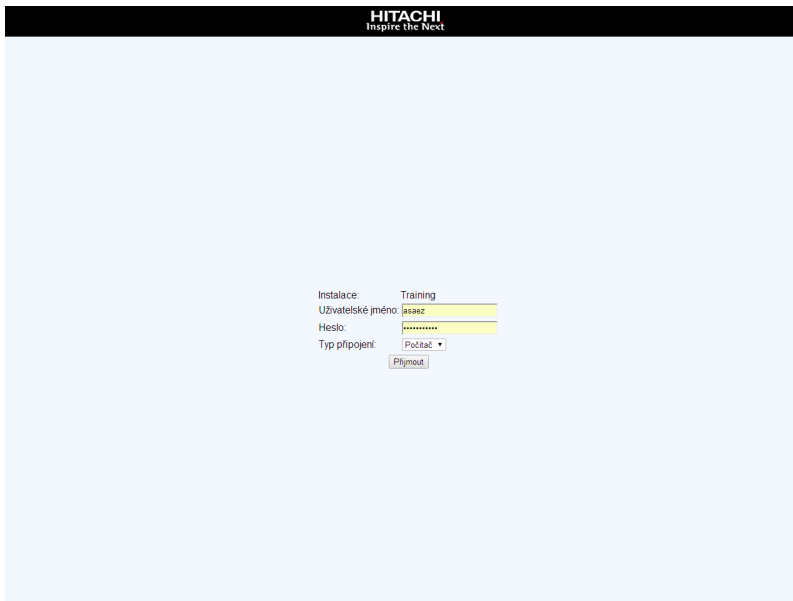 HITACHI
Inspire the Next
Instalace: Training
Uživatelské jméno: asaez
Heslo: •••••••••••
Typ připojení: Počítač
Přijmout